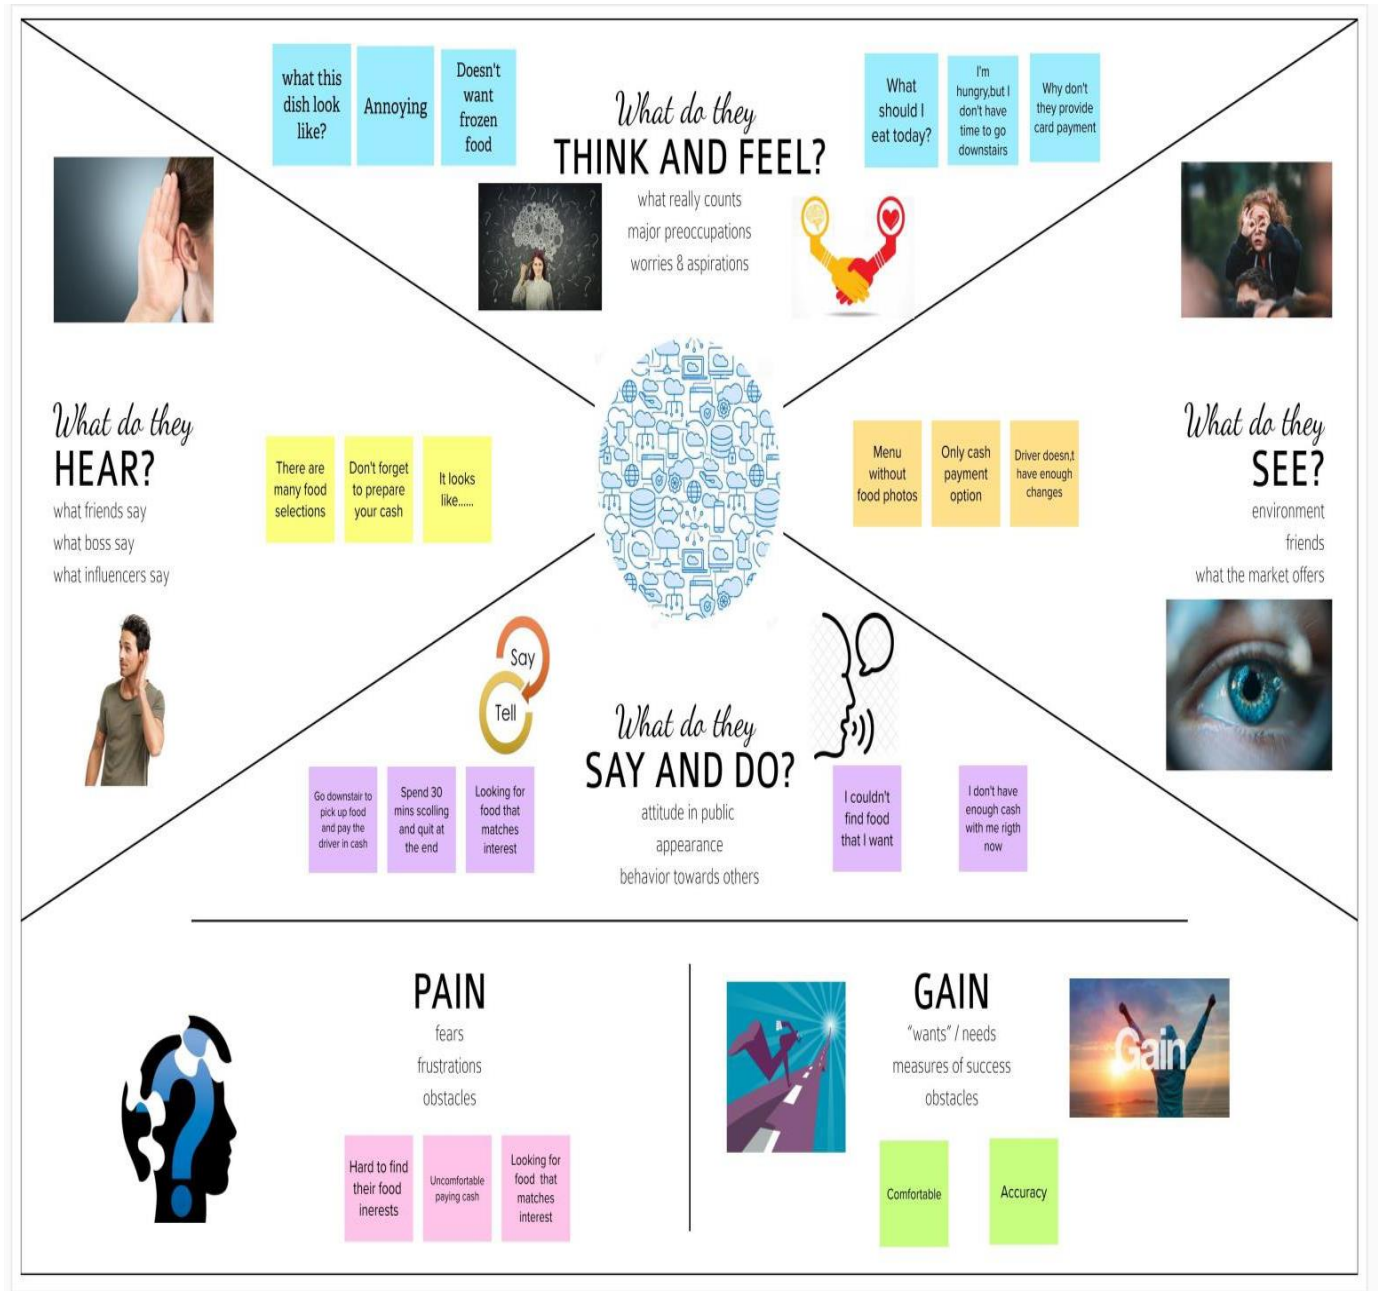 what this
dish look
like?
Annoying
Doesn't
want
frozen
food
What do they
THINK AND FEEL?
what really counts
major preoccupations
worries & aspirations
What
should I
eat today?
I'm
hungry,but I
don't have
time to go
downstairs
Why don't
they provide
card payment
What do they
HEAR?
what friends say
what boss say
what influencers say
There are
many food
selections
Don't forget
to prepare
your cash
It looks
like......
Menu
without
food photos
Only cash
payment
option
Driver doesn,t
have enough
changes
What do they
SEE?
environment
friends
what the market offers
Say
Tell
What do they
SAY AND DO?
attitude in public
appearance
behavior towards others
Go downstair to
pick up food
and pay the
driver in cash
Spend 30
mins scolling
and quit at
the end
Looking for
food that
matches
interest
I couldn't
find food
that I want
I don't have
enough cash
with me rigth
now
PAIN
fears
frustrations
obstacles
Hard to find
their food
inerests
Uncomfortable
paying cash
Looking for
food that
matches
interest
GAIN
"wants" / needs
measures of success
obstacles
Gain
Comfortable
Accuracy